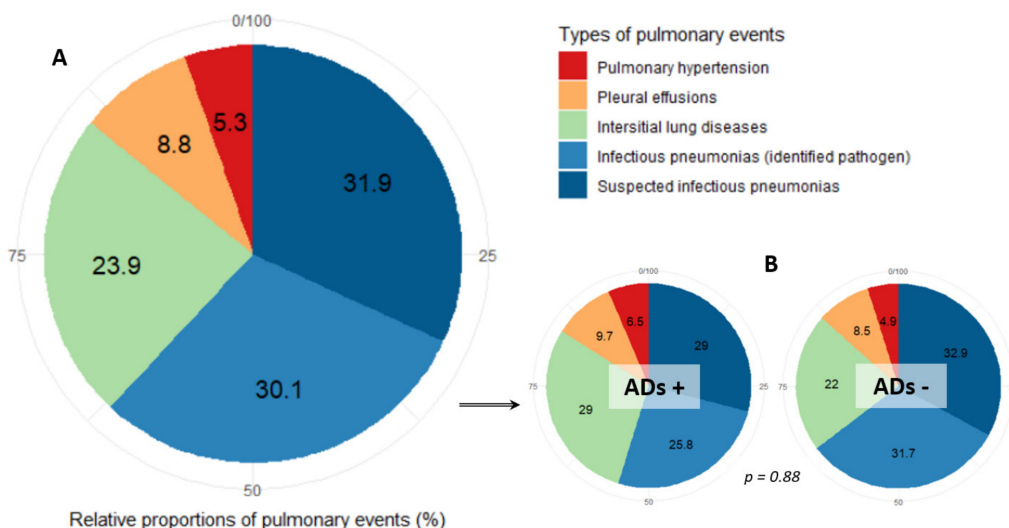 A
0/100
5.3
8.8
31.9
75
25
23.9
30.1
50
Relative proportions of pulmonary events (%)
Types of pulmonary events
Pulmonary hypertension
Pleural effusions
Intersitial lung diseases
Infectious pneumonias (identified pathogen)
Suspected infectious pneumonias
B
0/100
6.5
9.7
29
75
ADs +
25
29
25.8
50
p = 0.88
0/100
4.9
8.5
32.9
75
22
ADs -
31.7
50